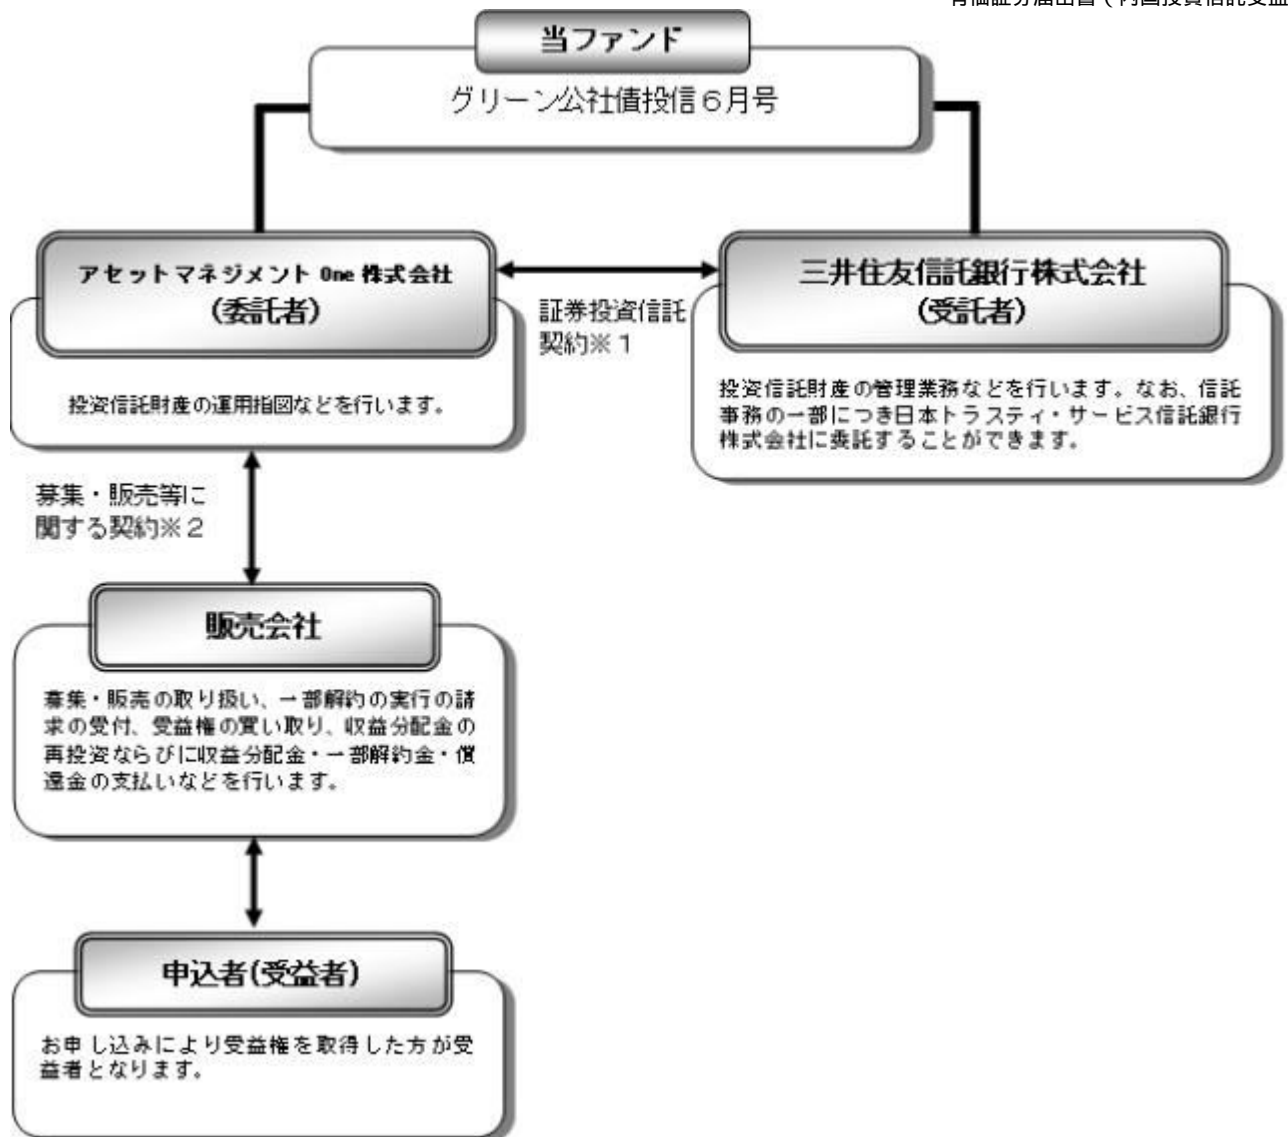 当ファンド
グリーン公社債投信6月号
アセットマネジメント One 株式会社
(委託者)
投資信託財産の運用指図などを行います。
証券投資信託
契約※1
三井住友信託銀行株式会社
(受託者)
投資信託財産の管理業務などを行います。なお、信託
事務の一部につき日本トラスティ・サービス信託銀行
株式会社に委託することができます。
募集・販売等に
関する契約※2
販売会社
募集・販売の取り扱い、一部解約の実行の請
求の受付、受益権の買い取り、収益分配金の
再投資ならびに収益分配金・一部解約金・償
還金の支払いなどを行います。
申込者(受益者)
お申し込みにより受益権を取得した方が受
益者となります。